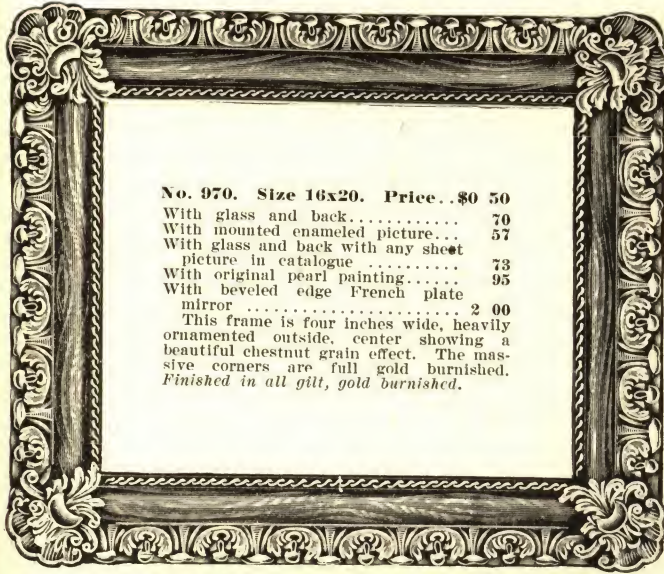 No. 970. Size 16x20. Price..$0 50
With glass and back............ 70
With mounted enameled picture... 57
With glass and back with any sheet
picture in catalogue .......... 73
With original pearl painting...... 95
With beveled edge French plate
mirror ....................... 2 00
This frame is four inches wide, heavily
ornamented outside, center showing a
beautiful chestnut grain effect. The mas-
sive corners are full gold burnished.
Finished in all gilt, gold burnished.